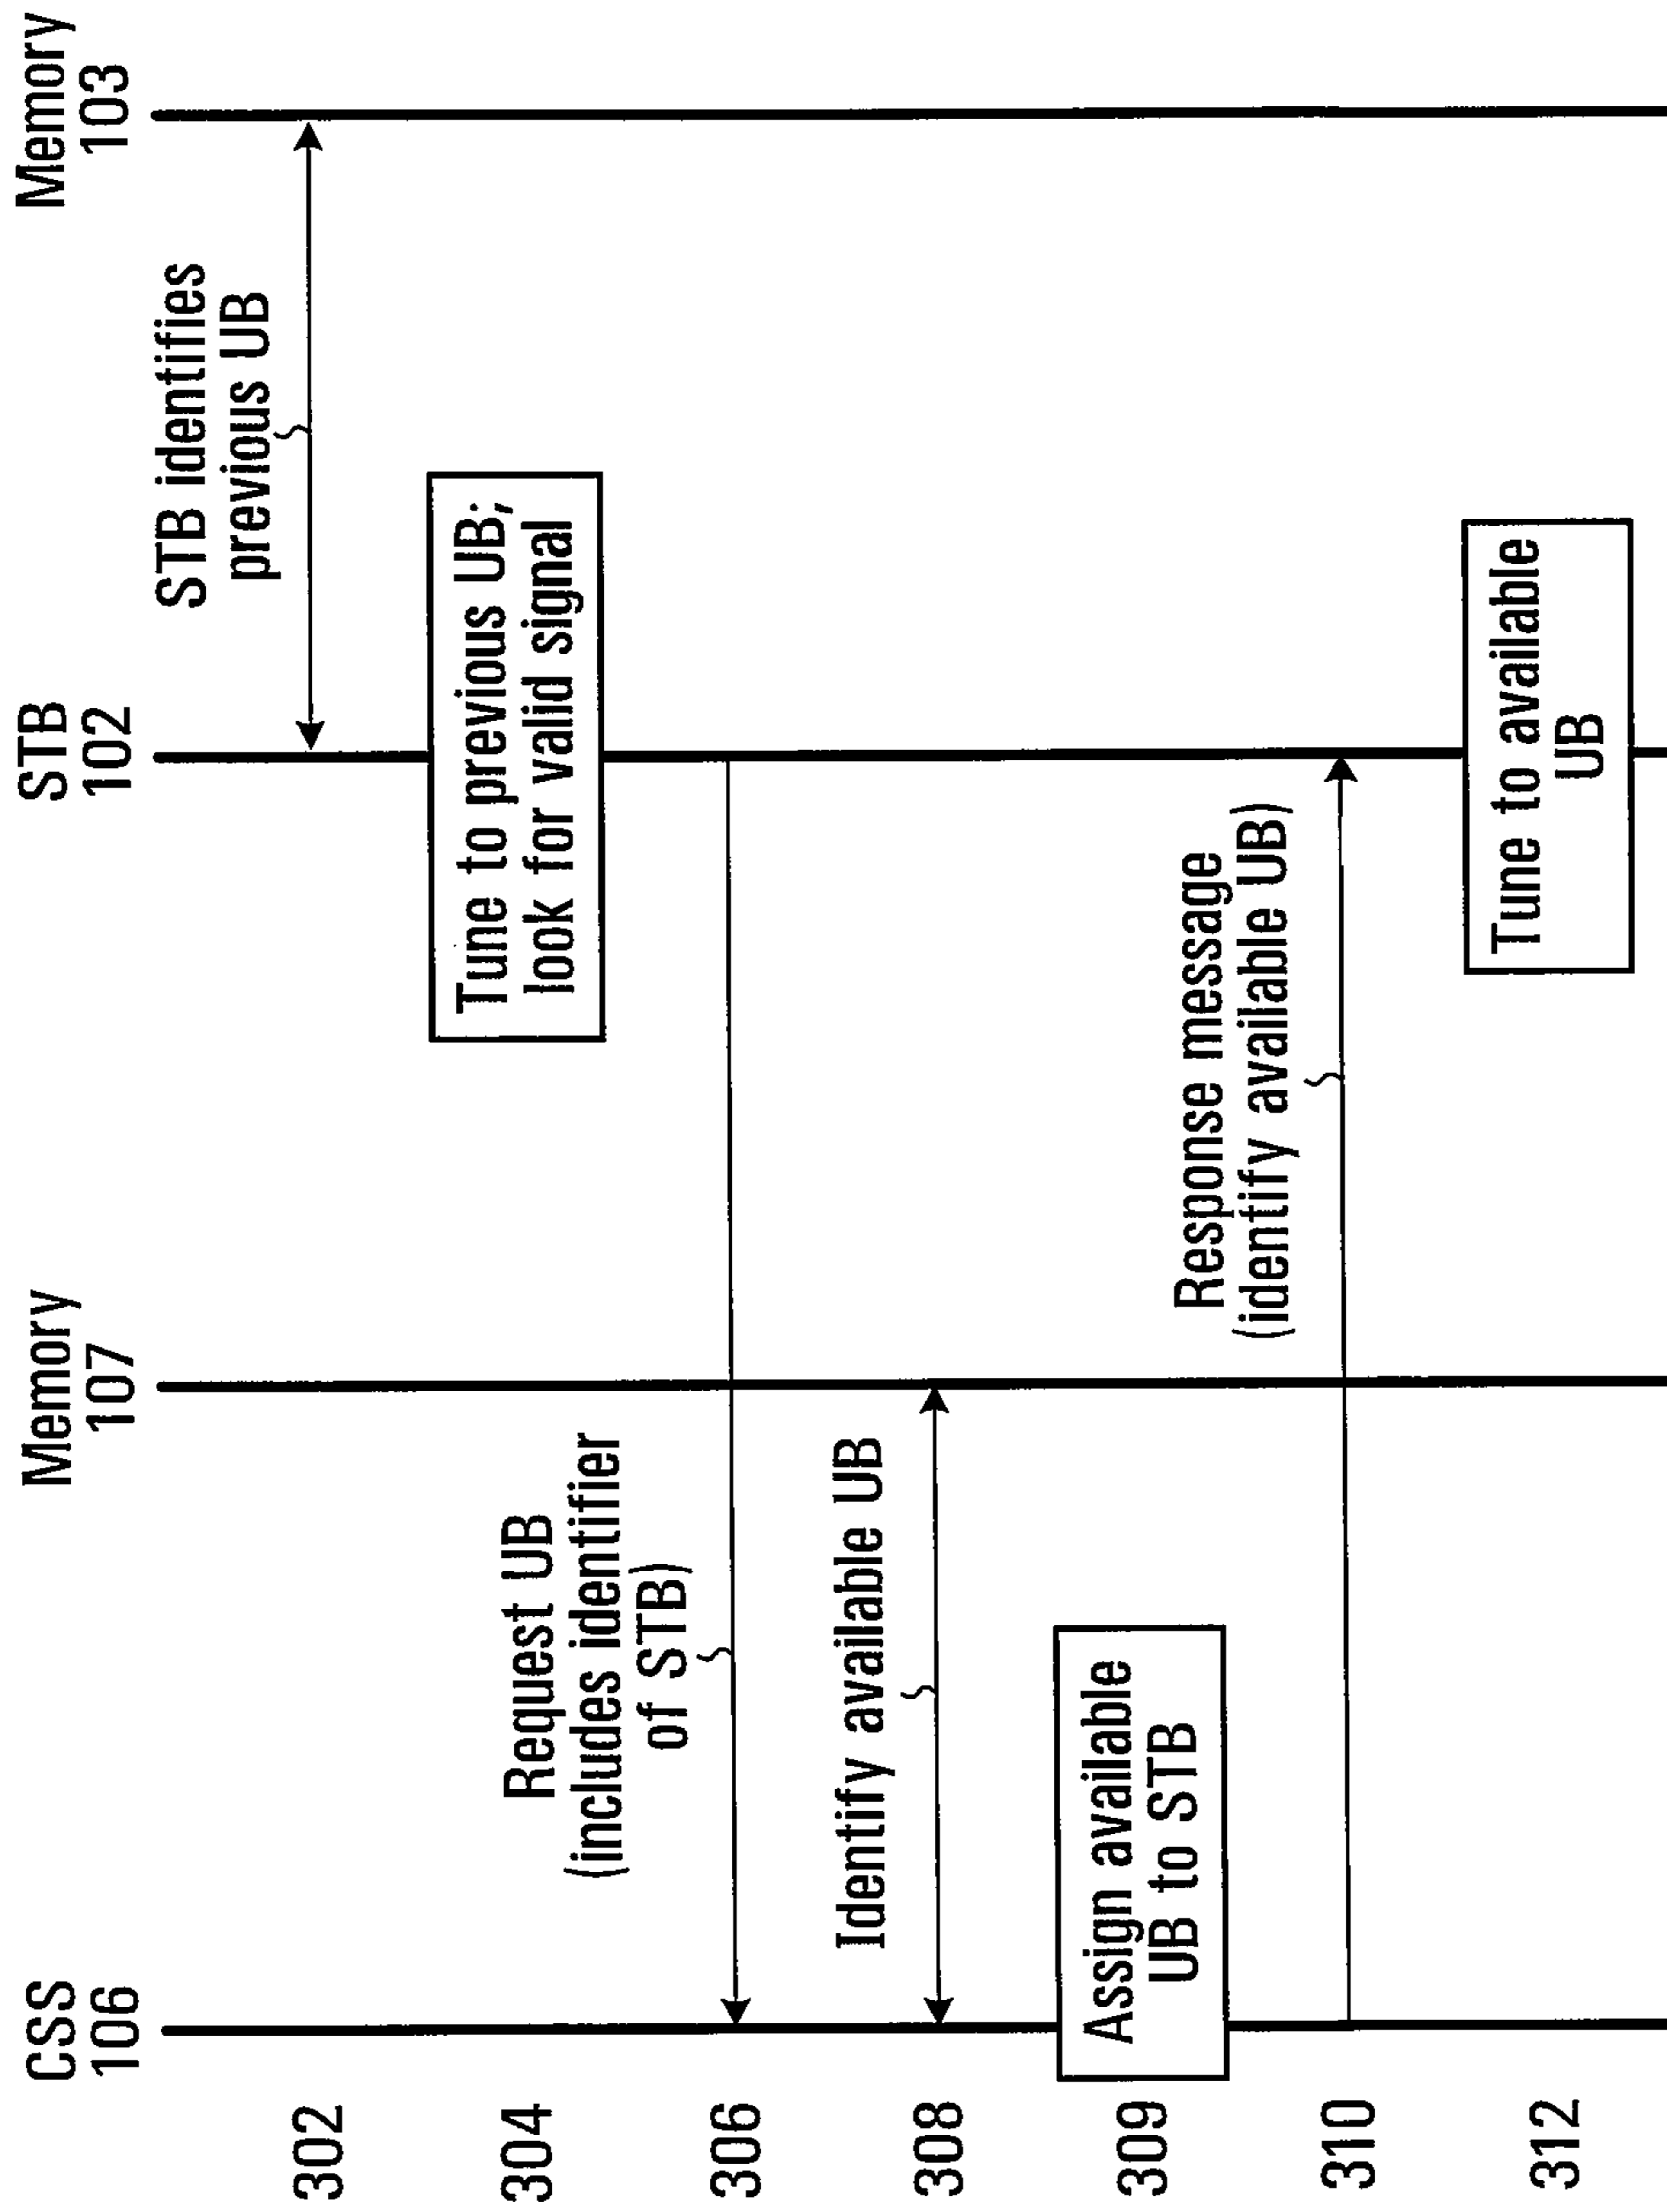 CSS
106
Memory
107
STB
102
Memory
103
302
STB identifies
previous UB
304
Tune to previous UB;
look for valid signal
306
Request UB
(includes identifier
of STB)
308
Identify available UB
309
Assign available
UB to STB
310
Response message
(identify available UB)
312
Tune to available
UB